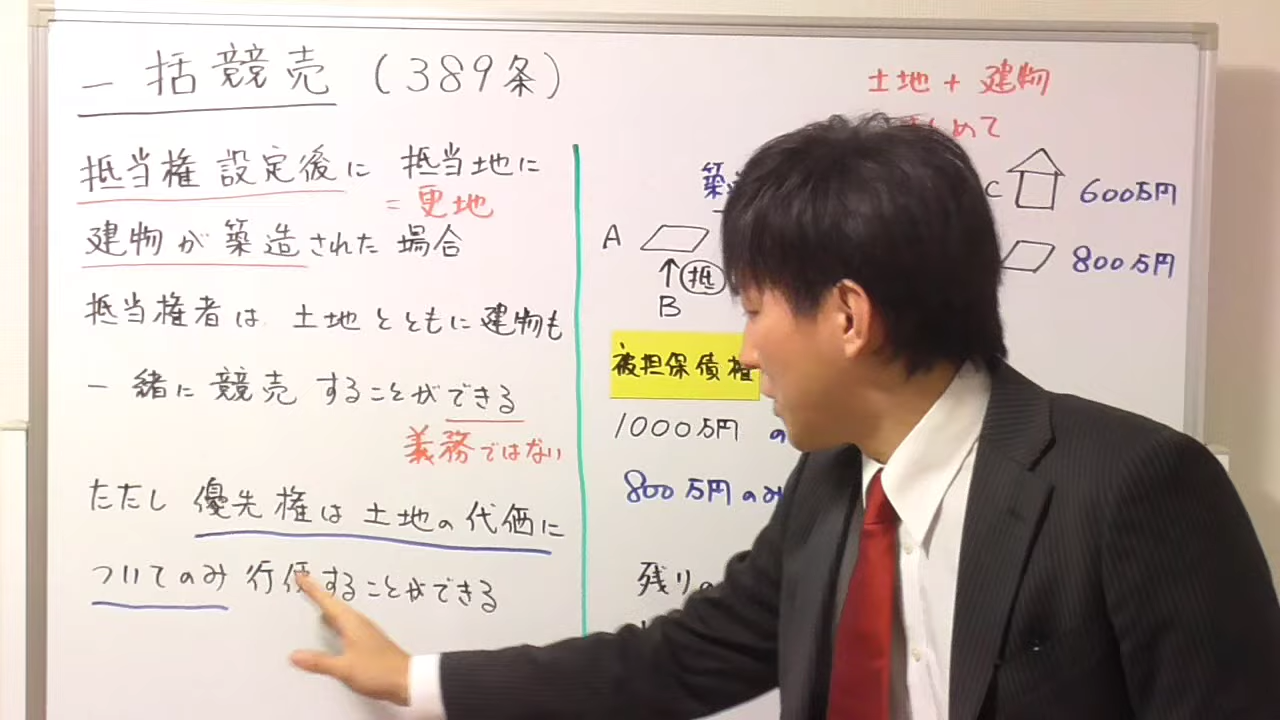 一括競売(389条)
抵当権設定後に 抵当地に
＝更地
建物が築造された場合
抵当権者は 土地とともに建物も
一緒に競売することができる
義務ではない
ただし 優先権は土地の代価に
ついてのみ行使することができる
土地＋建物
めて
築
A
抵
B
C
600万円
800万円
被担保債権
1000万円 の
800万円のみ
残りの